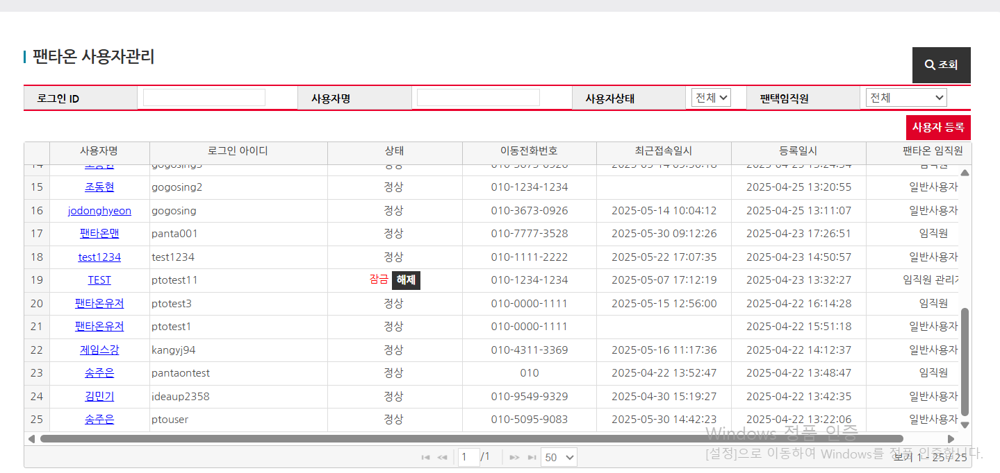 팬타온 사용자관리
조회
로그인 ID 사용자명 사용자상태 전체 팬택임직원 전체
사용자 등록
사용자명 로그인 아이디 상태 이동전화번호 최근접속일시 등록일시 팬타온 임직원
15 조동현 gogosing2 정상 010-1234-1234 2025-04-25 13:20:55 일반사용자
16 jodonghyeon gogosing 정상 010-3673-0926 2025-05-14 10:04:12 2025-04-25 13:11:07 일반사용자
17 팬타온맨 panta001 정상 010-7777-3528 2025-05-30 09:12:26 2025-04-23 17:26:51 임직원
18 test1234 test1234 정상 010-1111-2222 2025-05-22 17:07:35 2025-04-23 14:50:57 일반사용자
19 TEST ptotest11 잠금 해제 010-1234-1234 2025-05-07 17:12:19 2025-04-23 13:32:27 임직원
20 팬타온유저 ptotest3 정상 010-0000-1111 2025-05-15 12:56:00 2025-04-22 16:14:28 임직원
21 팬타온유저 ptotest1 정상 010-0000-1111 2025-04-22 15:51:18 일반사용자
22 제임스강 kangyj94 정상 010-4311-3369 2025-05-16 11:17:36 2025-04-22 14:12:37 일반사용자
23 송주은 pantaontest 정상 010 2025-04-22 13:52:47 2025-04-22 13:48:47 임직원
24 김민기 ideaup2358 정상 010-9549-9329 2025-04-30 15:19:27 2025-04-22 13:42:35 일반사용자
25 송주은 ptouser 정상 010-5095-9083 2025-05-30 14:42:23 2025-04-22 13:22:06 일반사용자
Windows 정품 인증
[설정]으로 이동하여 Windows를 정품 인증합니다.
1 /1 50 보기 1 - 25 / 25